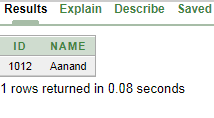 Results Explain Describe Saved
ID NAME
1012 Aanand
1 rows returned in 0.08 seconds